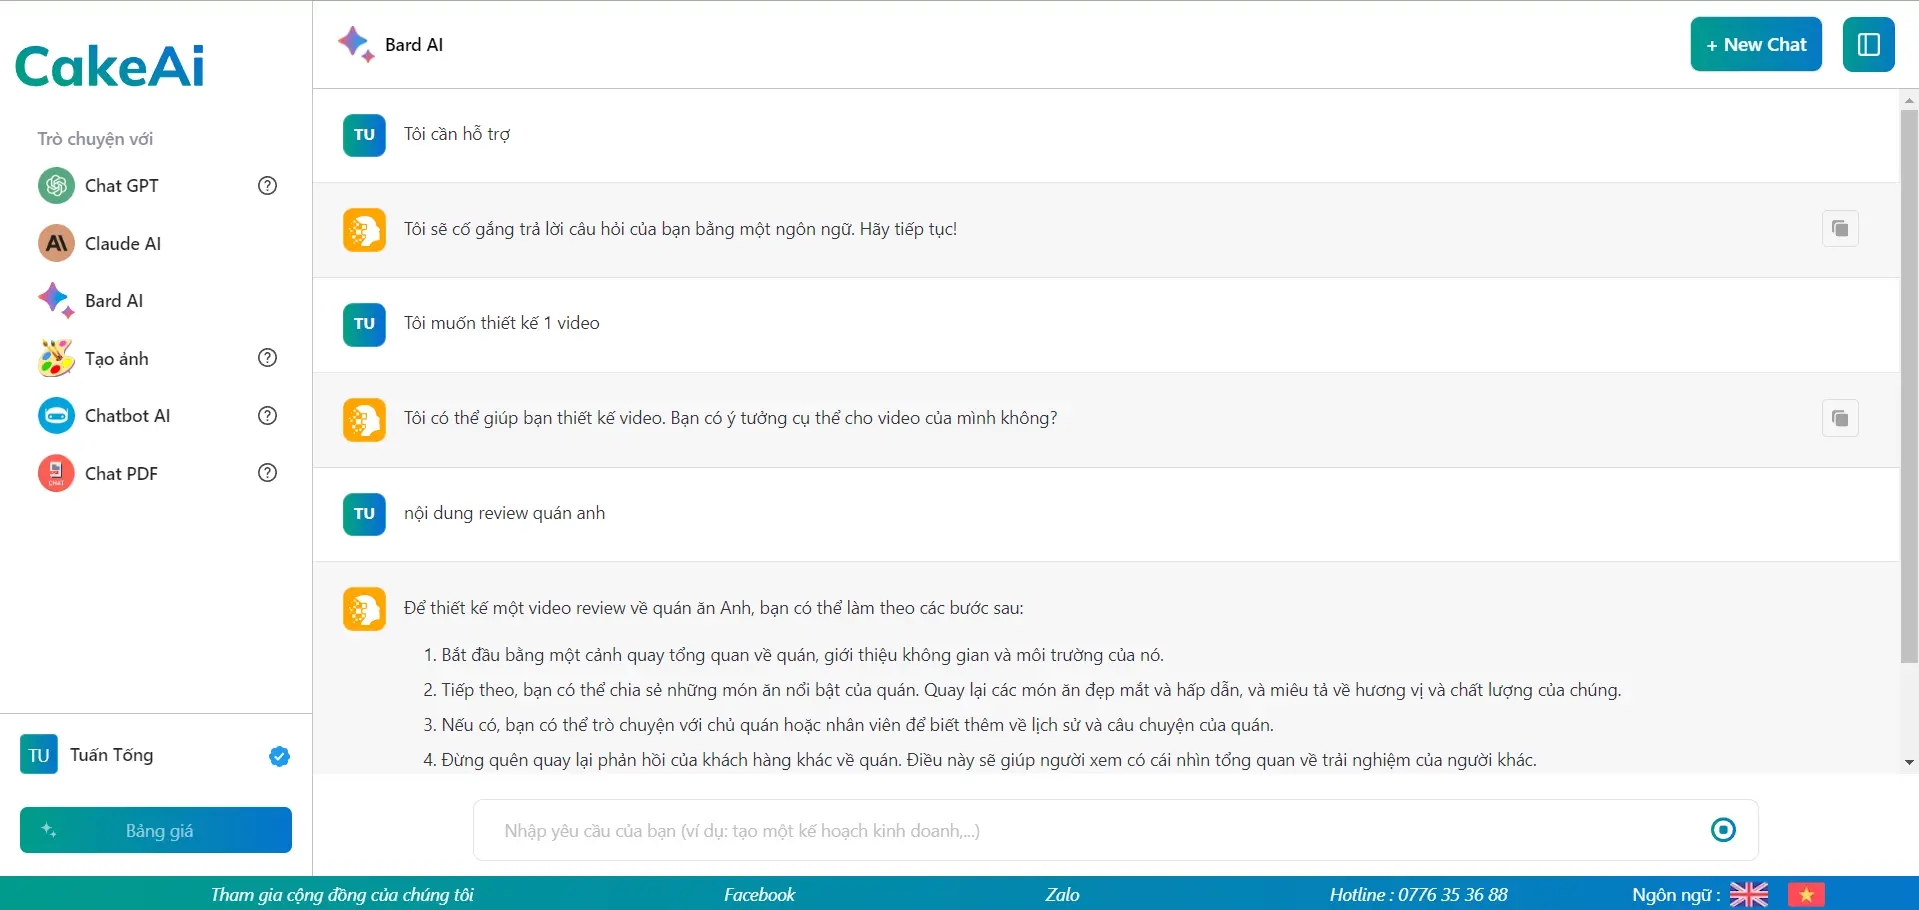 CakeAi
Trò chuyện với
Chat GPT
Claude AI
Bard AI
Tạo ảnh
Chatbot AI
Chat PDF
TU Tuấn Tống
Bảng giá
Bard AI
+ New Chat
TU Tôi cần hỗ trợ
Tôi sẽ cố gắng trả lời câu hỏi của bạn bằng một ngôn ngữ. Hãy tiếp tục!
TU Tôi muốn thiết kế 1 video
Tôi có thể giúp bạn thiết kế video. Bạn có ý tưởng cụ thể cho video của mình không?
TU nội dung review quán anh
Để thiết kế một video review về quán ăn Anh, bạn có thể làm theo các bước sau:
1. Bắt đầu bằng một cảnh quay tổng quan về quán, giới thiệu không gian và môi trường của nó.
2. Tiếp theo, bạn có thể chia sẻ những món ăn nổi bật của quán. Quay lại các món ăn đẹp mắt và hấp dẫn, và miêu tả về hương vị và chất lượng của chúng.
3. Nếu có, bạn có thể trò chuyện với chủ quán hoặc nhân viên để biết thêm về lịch sử và câu chuyện của quán.
4. Đừng quên quay lại phản hồi của khách hàng khác về quán. Điều này sẽ giúp người xem có cái nhìn tổng quan về trải nghiệm của người khác.
Nhập yêu cầu của bạn (ví dụ: tạo một kế hoạch kinh doanh,...)
Tham gia cộng đồng của chúng tôi
Facebook
Zalo
Hotline : 0776 35 36 88
Ngôn ngữ :